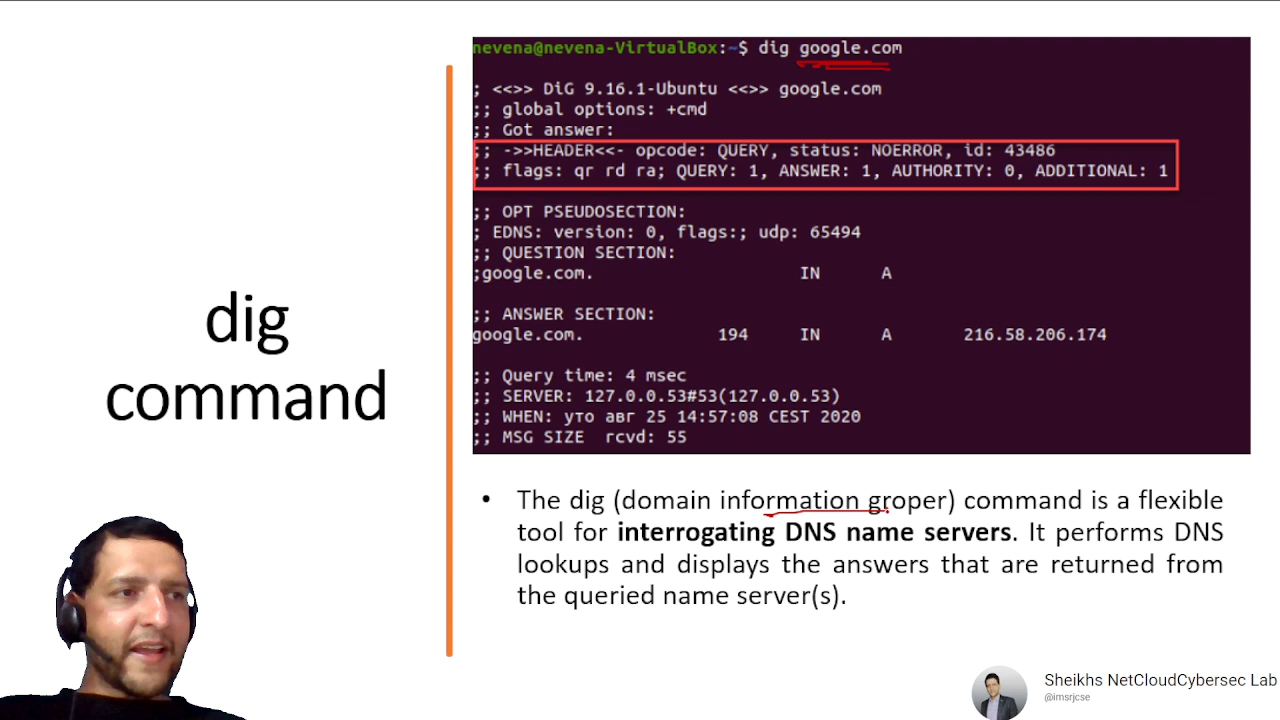 dig
command
nevena@nevena-VirtualBox:~$ dig google.com
; <<>> DiG 9.16.1-Ubuntu <<>> google.com
;; global options: +cmd
;; Got answer:
;; ->>HEADER<<- opcode: QUERY, status: NOERROR, id: 43486
;; flags: qr rd ra; QUERY: 1, ANSWER: 1, AUTHORITY: 0, ADDITIONAL: 1
;; OPT PSEUDOSECTION:
; EDNS: version: 0, flags:; udp: 65494
;; QUESTION SECTION:
;google.com. IN A
;; ANSWER SECTION:
google.com. 194 IN A 216.58.206.174
;; Query time: 4 msec
;; SERVER: 127.0.0.53#53(127.0.0.53)
;; WHEN: уто авг 25 14:57:08 CEST 2020
;; MSG SIZE rcvd: 55
• The dig (domain information groper) command is a flexible
tool for interrogating DNS name servers. It performs DNS
lookups and displays the answers that are returned from
the queried name server(s).
Sheikhs NetCloudCybersec Lab
@imsrjcse